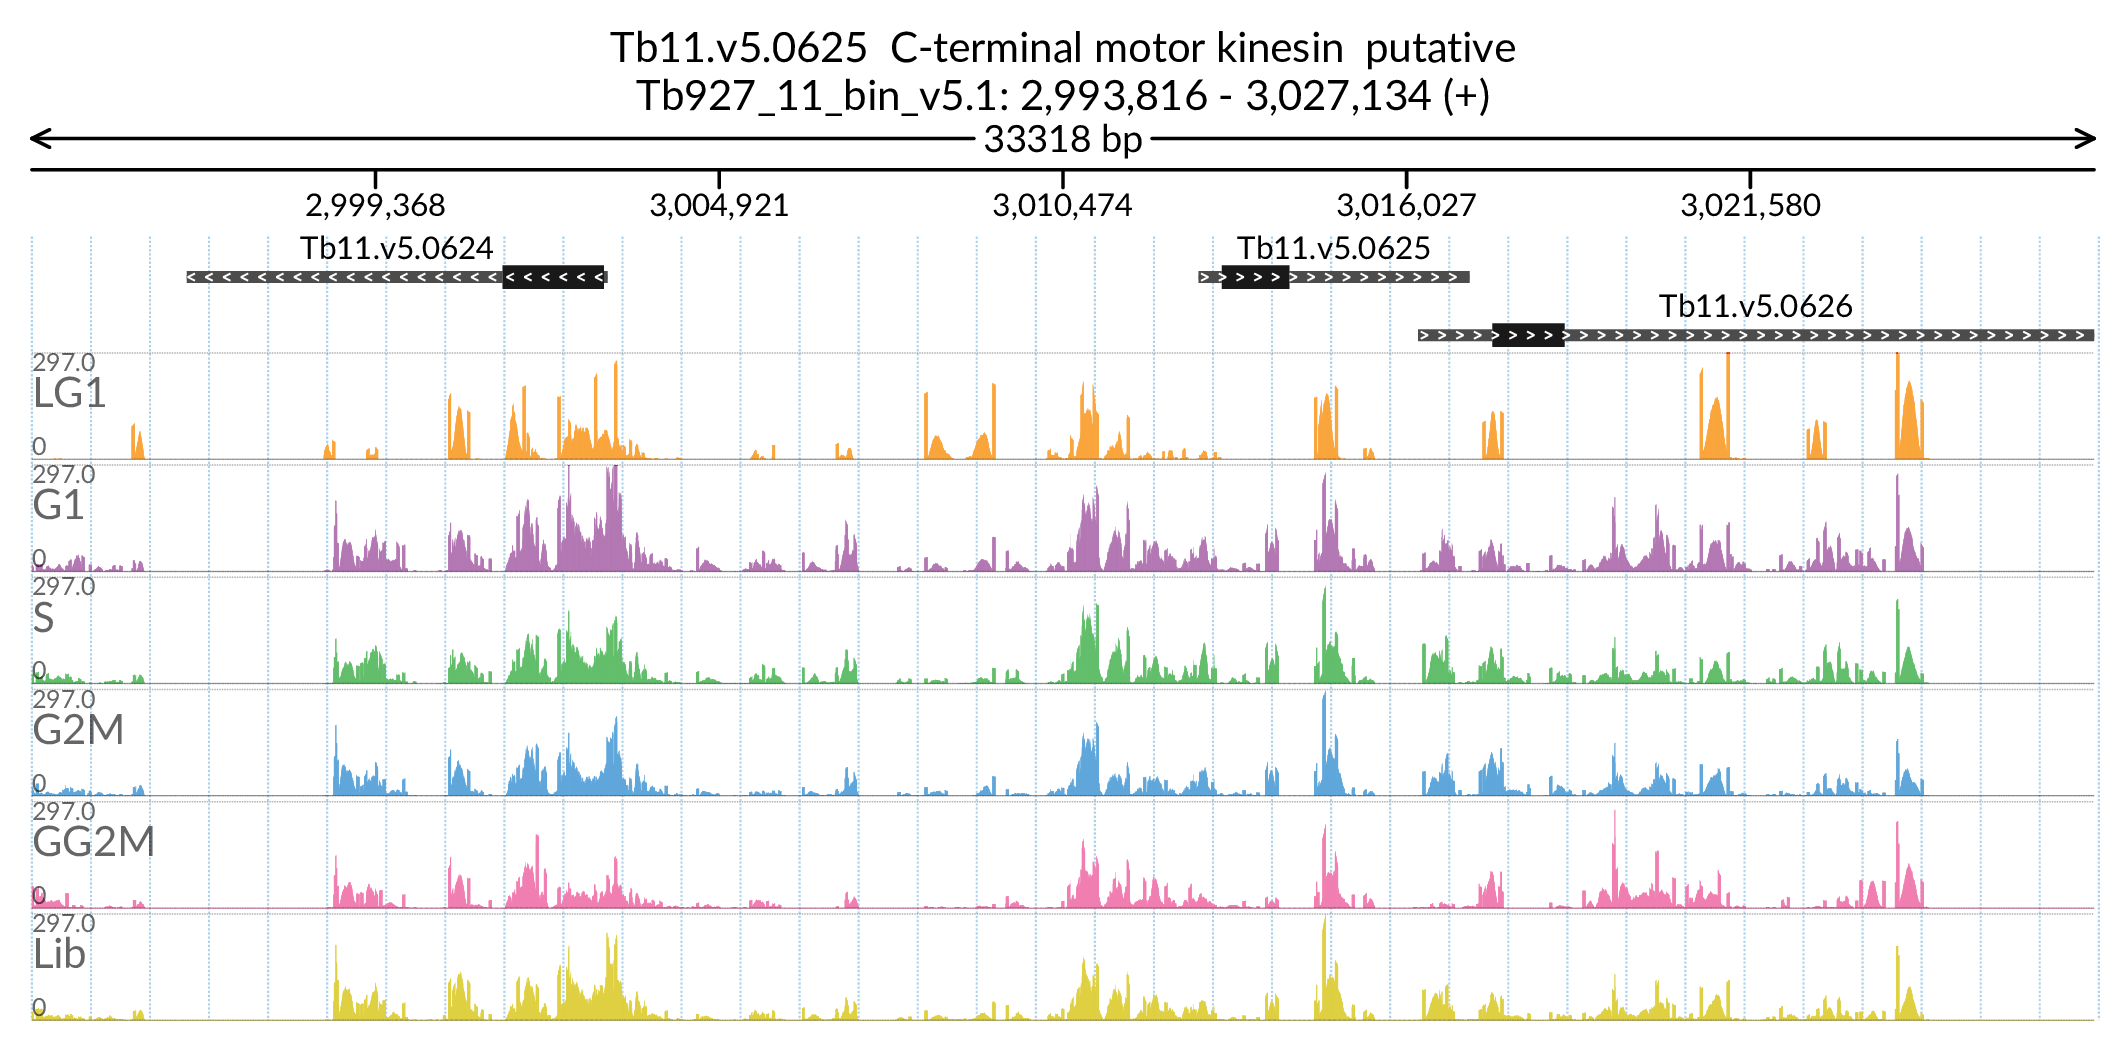 Tb11.v5.0625 C-terminal motor kinesin putative
Tb927_11_bin_v5.1: 2,993,816 - 3,027,134 (+)
33318 bp
2,999,368 3,004,921 3,010,474 3,016,027 3,021,580
Tb11.v5.0624 Tb11.v5.0625
Tb11.v5.0626
297.0
LG1
0
297.0
G1
0
297.0
S
0
297.0
G2M
0
297.0
GG2M
0
297.0
Lib
0